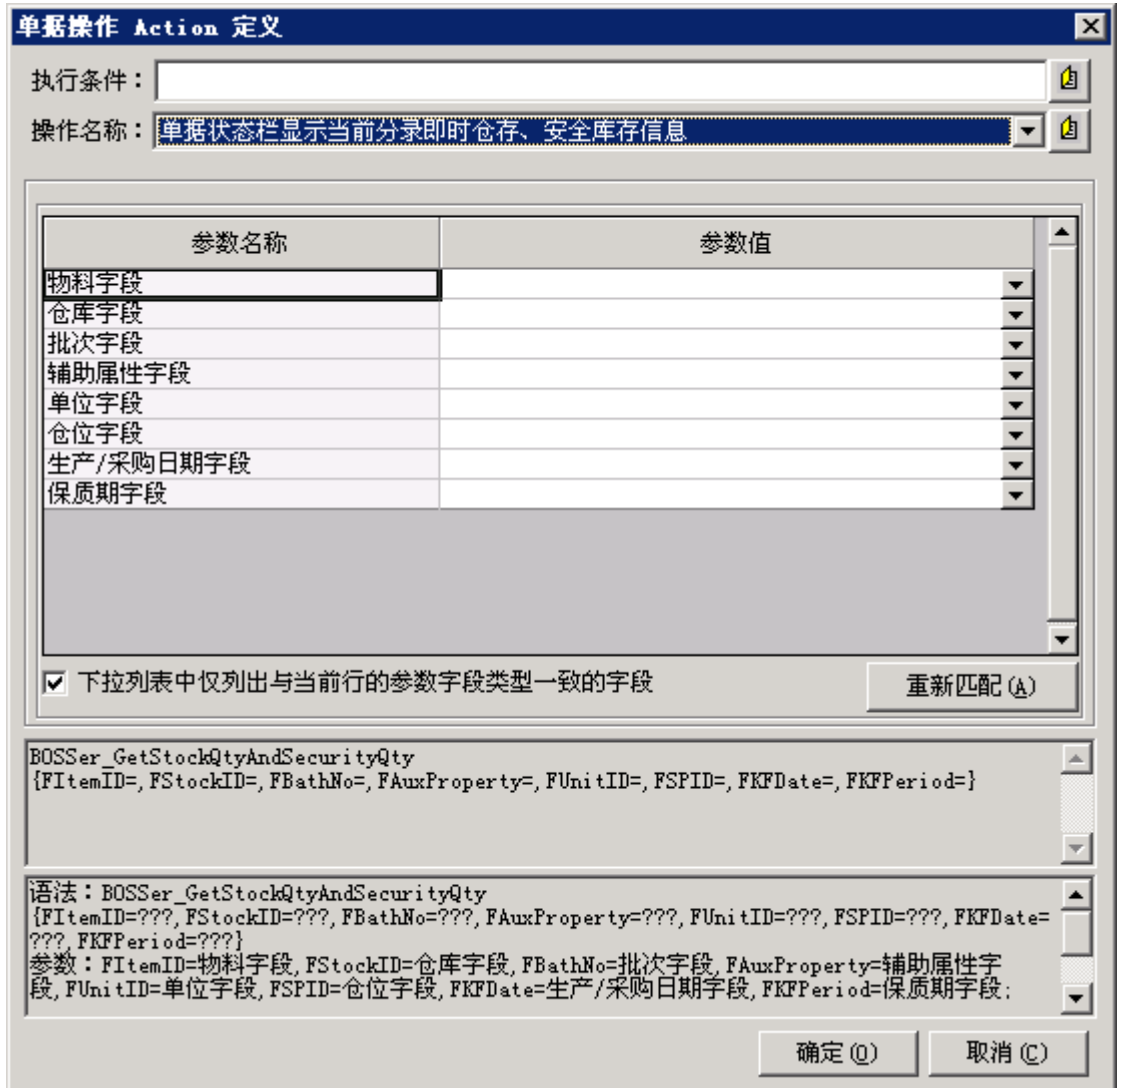 单据操作 Action 定义
执行条件：
操作名称：单据状态栏显示当前分录即时仓存、安全库存信息
参数名称 参数值
物料字段
仓库字段
批次字段
辅助属性字段
单位字段
仓位字段
生产/采购日期字段
保质期字段
下拉列表中仅列出与当前行的参数字段类型一致的字段
重新匹配(A)
BOSSer_GetStockQtyAndSecurityQty
{FItemID=,FStockID=,FBathNo=,FAuxProperty=,FUnitID=,FSPID=,FKFDate=,FKFPeriod=}
语法：BOSSer_GetStockQtyAndSecurityQty
{FItemID=???,FStockID=???,FBathNo=???,FAuxProperty=???,FUnitID=???,FSPID=???,FKFDate=
???,FKFPeriod=???}
参数：FItemID=物料字段,FStockID=仓库字段,FBathNo=批次字段,FAuxProperty=辅助属性字
段,FUnitID=单位字段,FSPID=仓位字段,FKFDate=生产/采购日期字段,FKFPeriod=保质期字段;
确定(O) 取消(C)